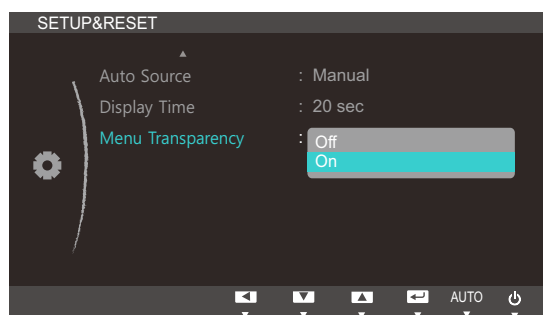 SETUP&RESET
Auto Source : Manual
Display Time : 20 sec
Menu Transparency : Off
On
AUTO